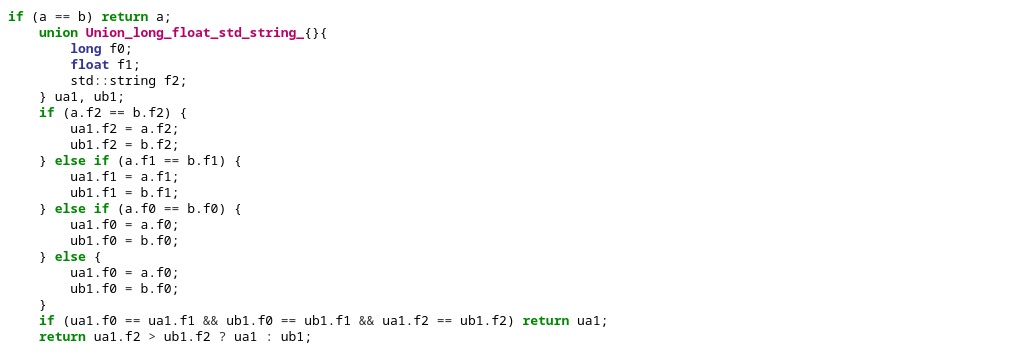 if (a == b) return a;
    union Union_long_float_std_string_{}{
        long f0;
        float f1;
        std::string f2;
    } ua1, ub1;
    if (a.f2 == b.f2) {
        ua1.f2 = a.f2;
        ub1.f2 = b.f2;
    } else if (a.f1 == b.f1) {
        ua1.f1 = a.f1;
        ub1.f1 = b.f1;
    } else if (a.f0 == b.f0) {
        ua1.f0 = a.f0;
        ub1.f0 = b.f0;
    } else {
        ua1.f0 = a.f0;
        ub1.f0 = b.f0;
    }
    if (ua1.f0 == ua1.f1 && ub1.f0 == ub1.f1 && ua1.f2 == ub1.f2) return ua1;
    return ua1.f2 > ub1.f2 ? ua1 : ub1;